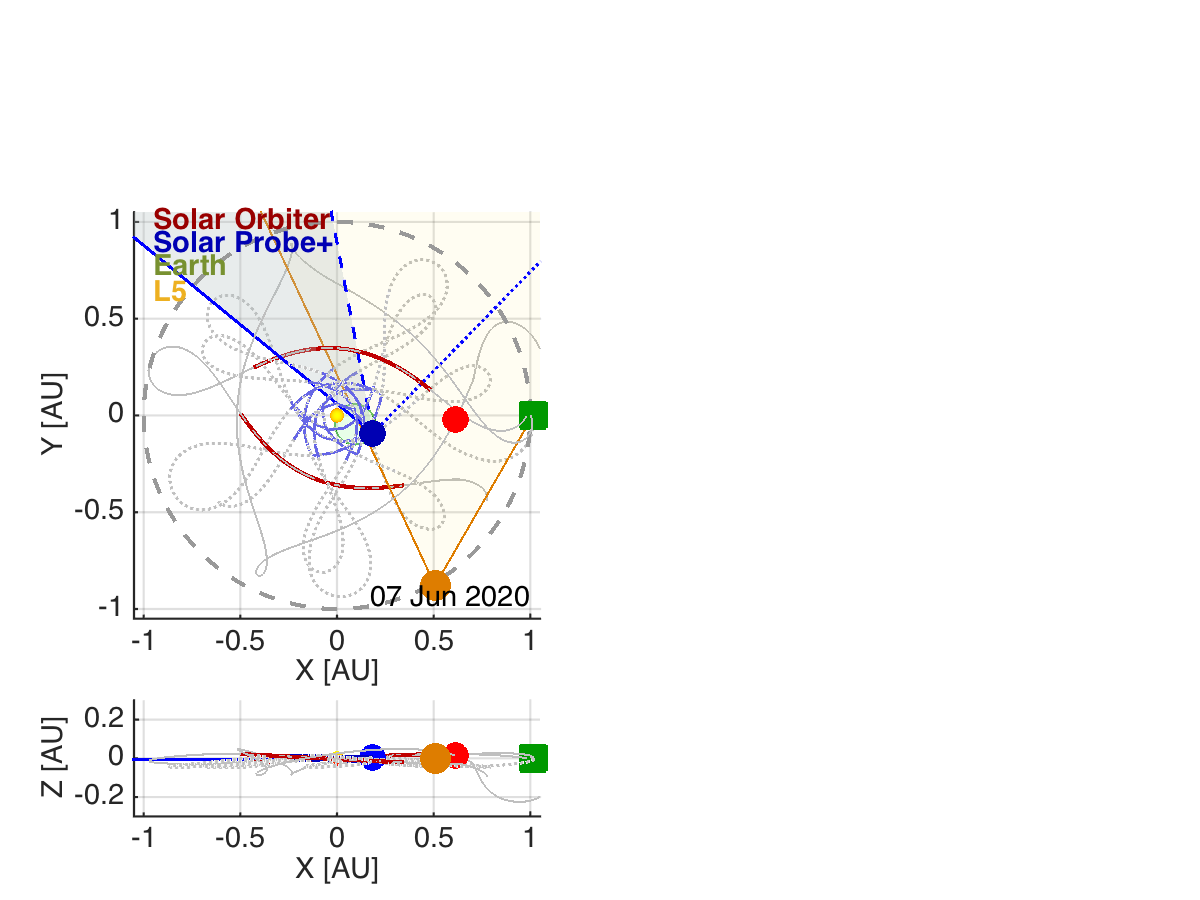 1
Solar Orbiter
Solar Probe+
Earth
L5
0.5
0
-0.5
-1
Y [AU]
07 Jun 2020
-1 -0.5 0 0.5 1
X [AU]
0.2
0
-0.2
Z [AU]
-1 -0.5 0 0.5 1
X [AU]